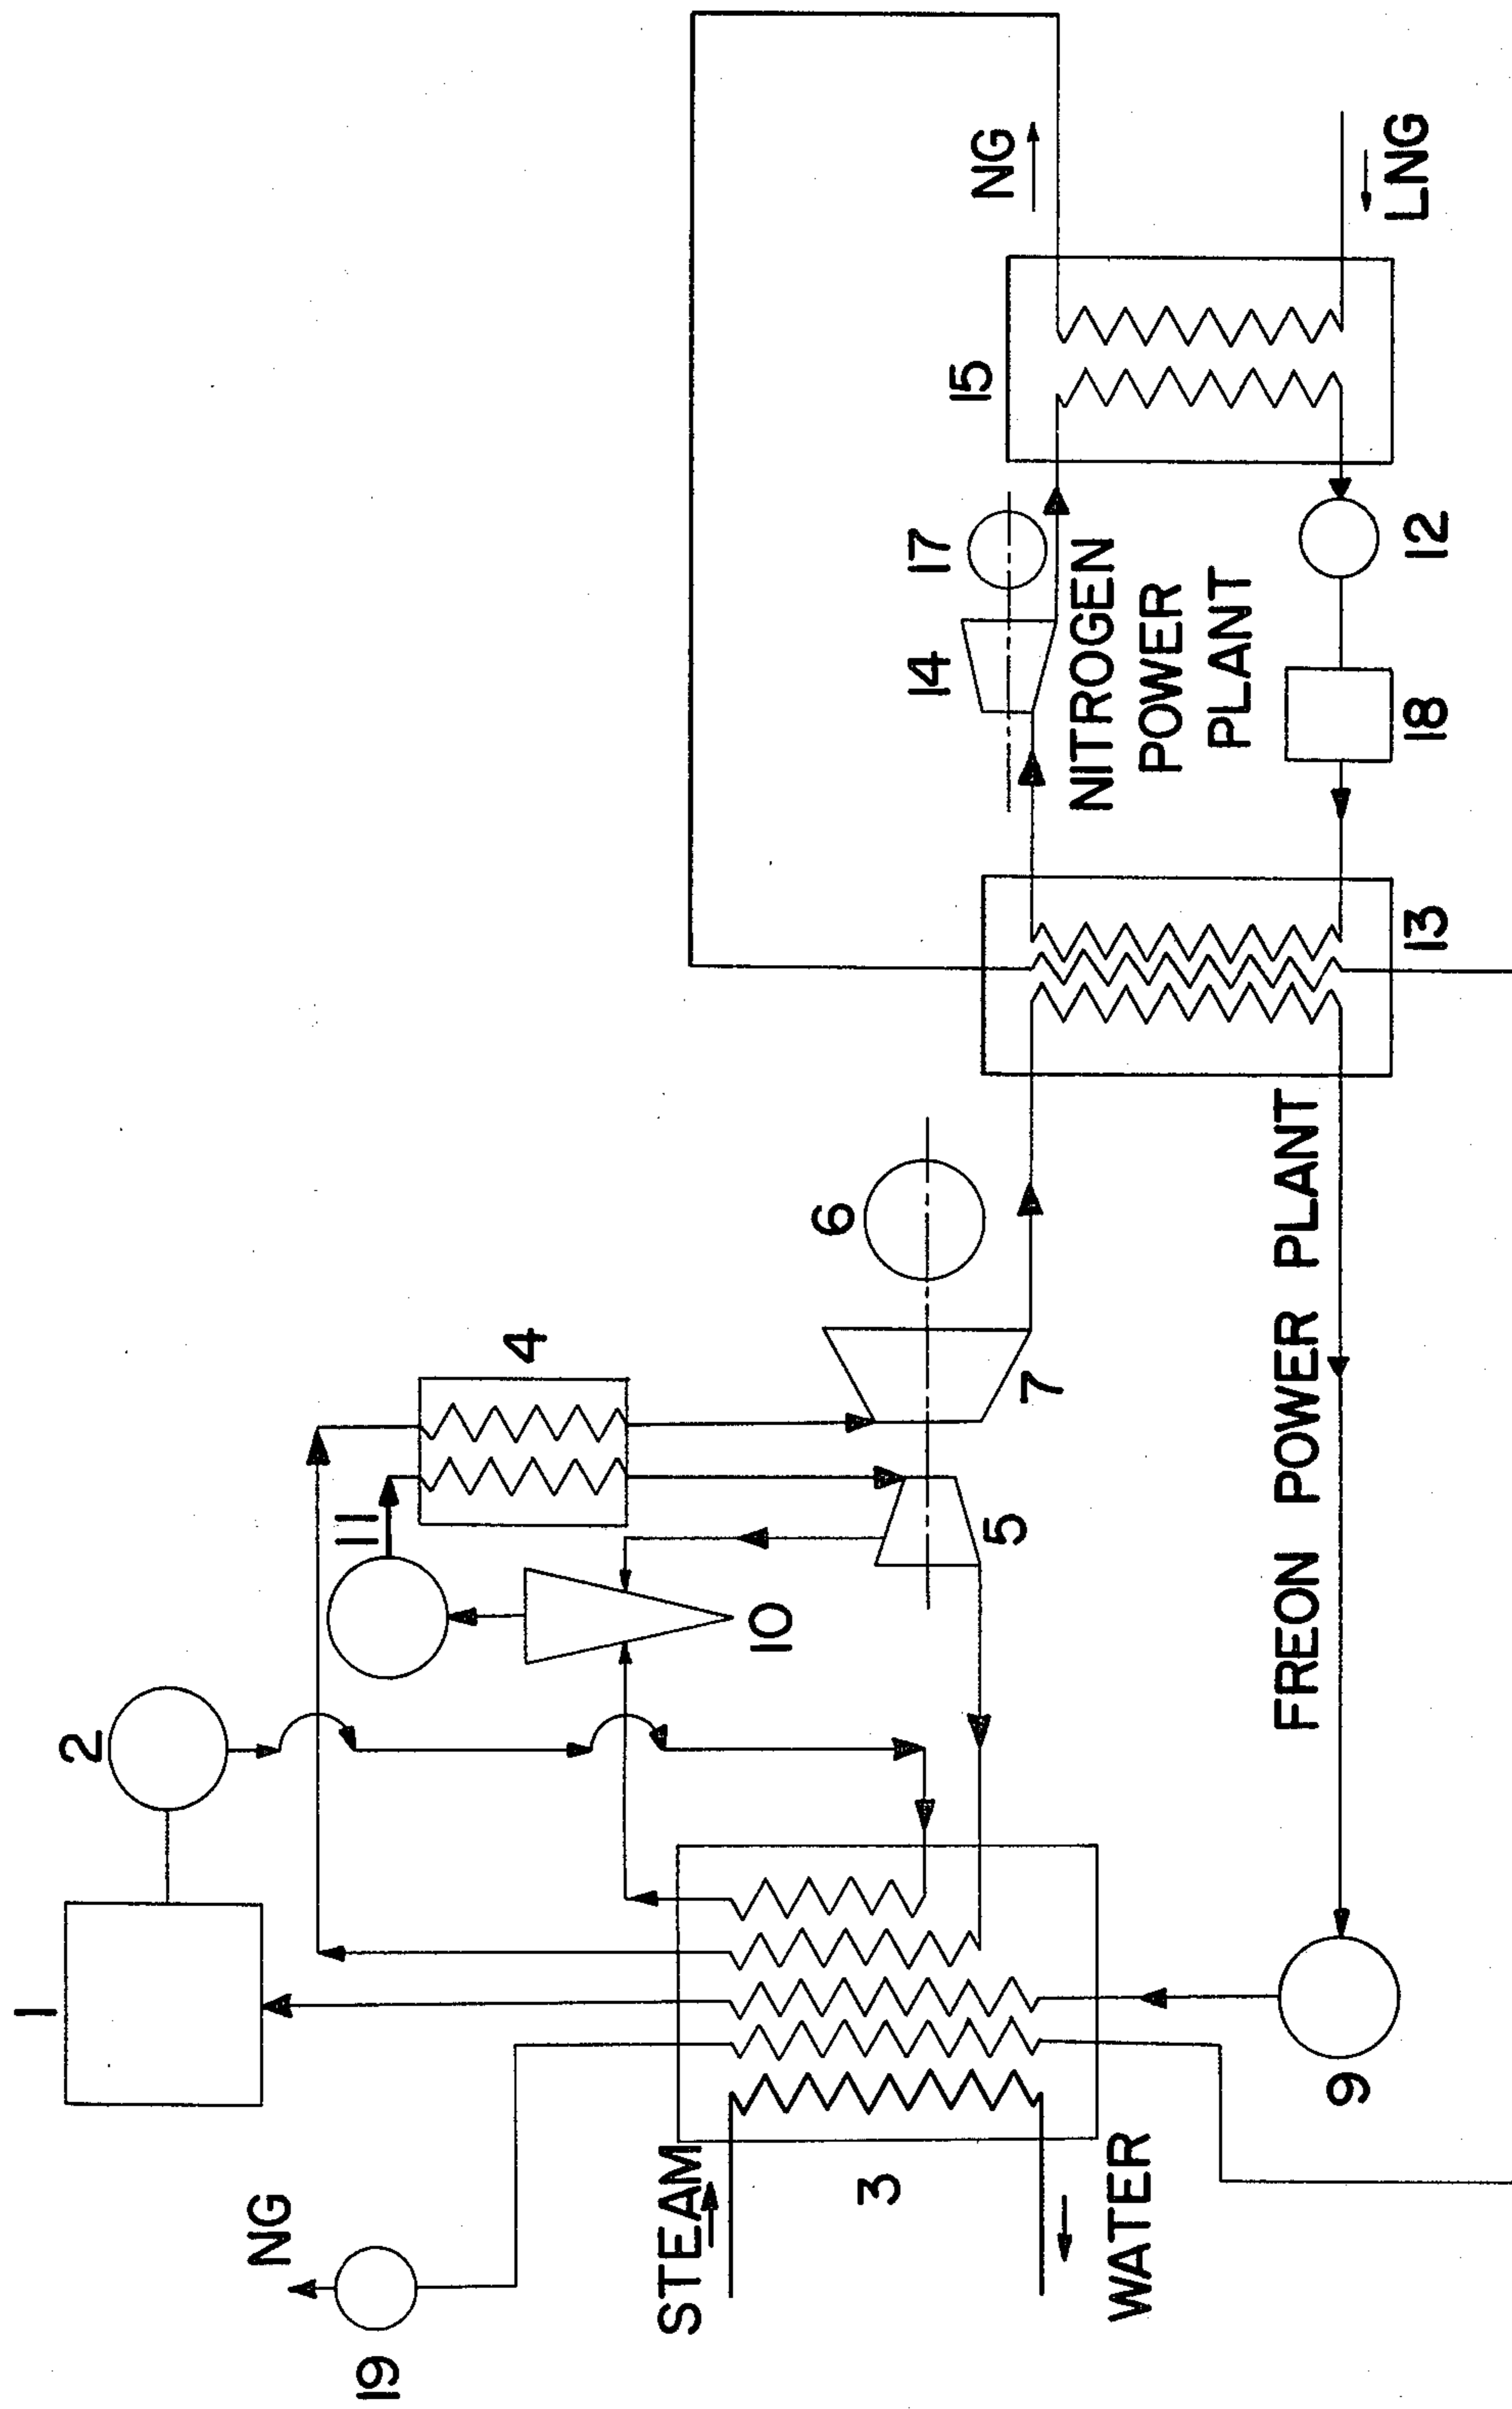 1
2
NG
11
19
4
STEAM
10
6
3
14
17
15
NG
5
7
NITROGEN
POWER
PLANT
WATER
FREON POWER PLANT
9
LNG
13
18
12